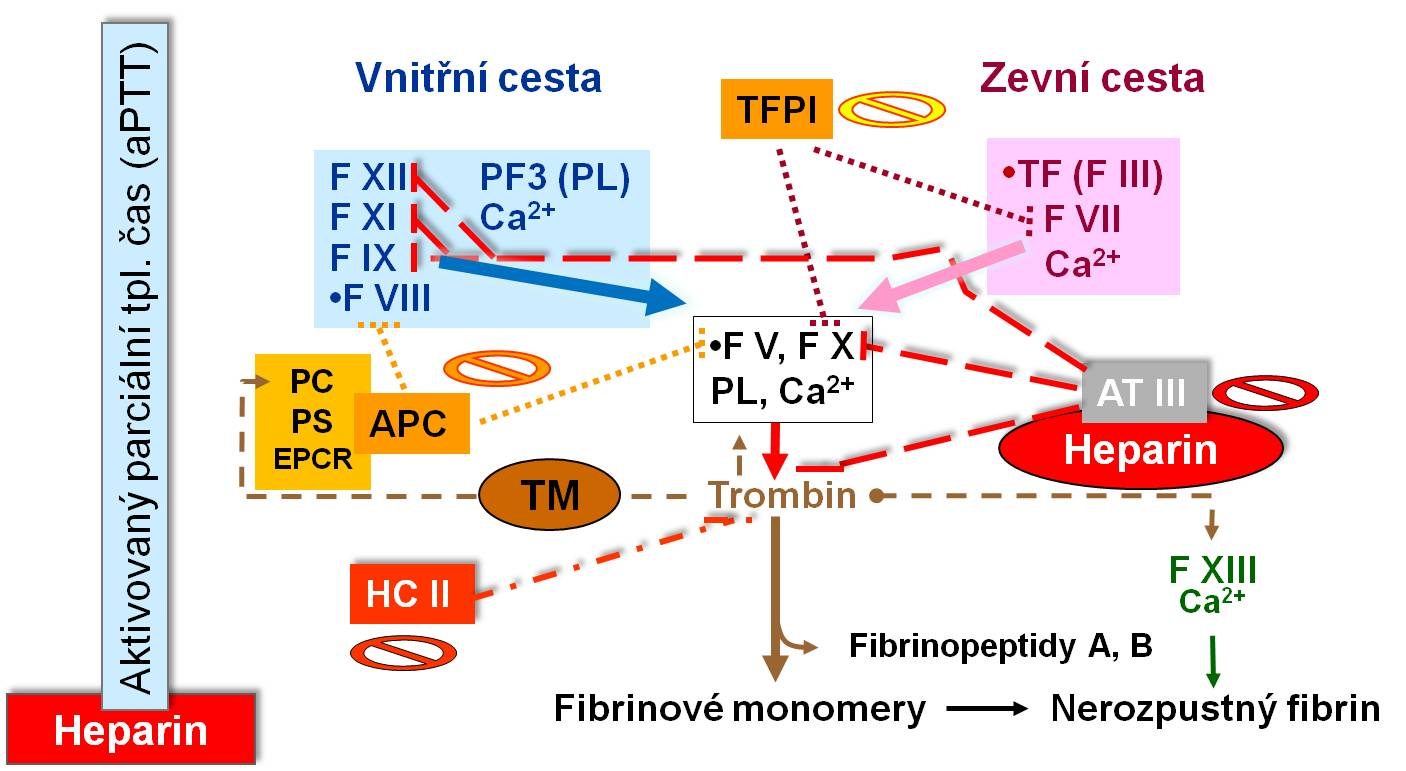 Aktivovaný parciální tpl. čas (aPTT)
Heparin
Vnitřní cesta
Zevní cesta
TFPI
F XII
F XI
F IX
•F VIII
PF3 (PL)
Ca²⁺
•TF (F III)
F VII
Ca²⁺
•F V, F X
PL, Ca²⁺
PC
PS
EPCR
APC
AT III
Heparin
TM
Trombin
HC II
F XIII
Ca²⁺
Fibrinopeptidy A, B
Fibrinové monomery
Nerozpustný fibrin